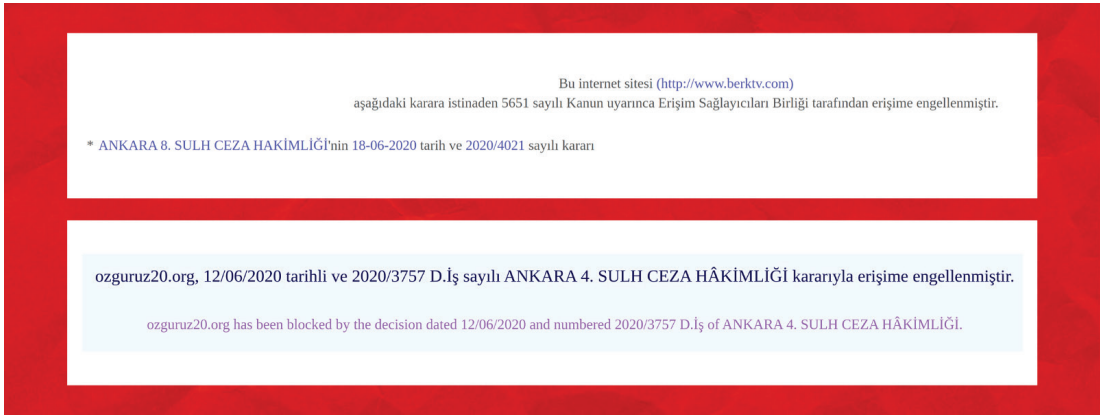 Bu internet sitesi (http://www.berktv.com)
aşağıdaki karara istinaden 5651 sayılı Kanun uyarınca Erişim Sağlayıcıları Birliği tarafından erişime engellenmiştir.
* ANKARA 8. SULH CEZA HAKİMLİĞİ'nin 18-06-2020 tarih ve 2020/4021 sayılı kararı
ozguruz20.org, 12/06/2020 tarihli ve 2020/3757 D.İş sayılı ANKARA 4. SULH CEZA HÂKİMLİĞİ kararıyla erişime engellenmiştir.
ozguruz20.org has been blocked by the decision dated 12/06/2020 and numbered 2020/3757 D.İş of ANKARA 4. SULH CEZA HÂKİMLİĞİ.